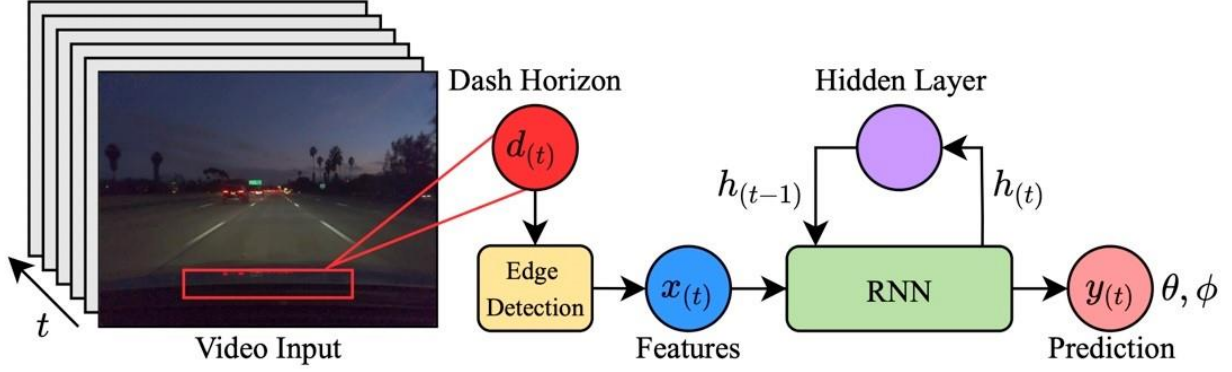 Dash Horizon
Hidden Layer
d(t)
h(t−1)
h(t)
Edge
Detection
x(t)
RNN
y(t)
θ, ϕ
t
Video Input
Features
Prediction